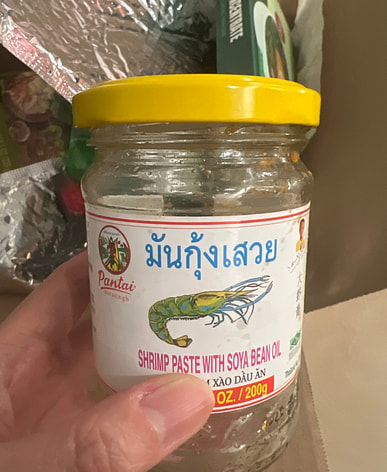 มันกุ้งเสวย
Pantai
SHRIMP PASTE WITH SOYA BEAN OIL
XÀO DẦU ĂN
OZ. / 200g